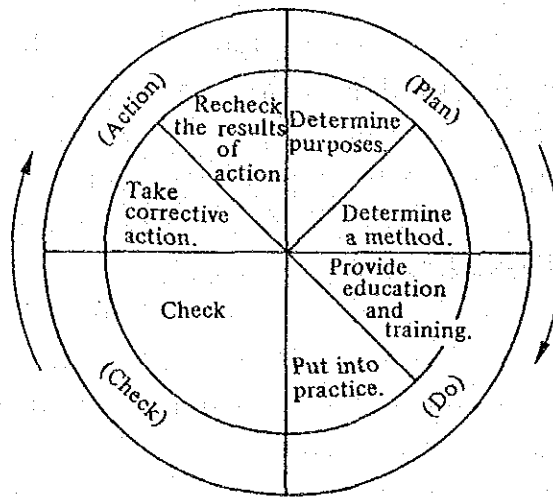 (Plan)
Determine
purposes.
Determine
a method.
(Do)
Provide
education
and
training.
Put into
practice.
(Check)
Check
(Action)
Take
corrective
action.
Recheck
the results
of
action